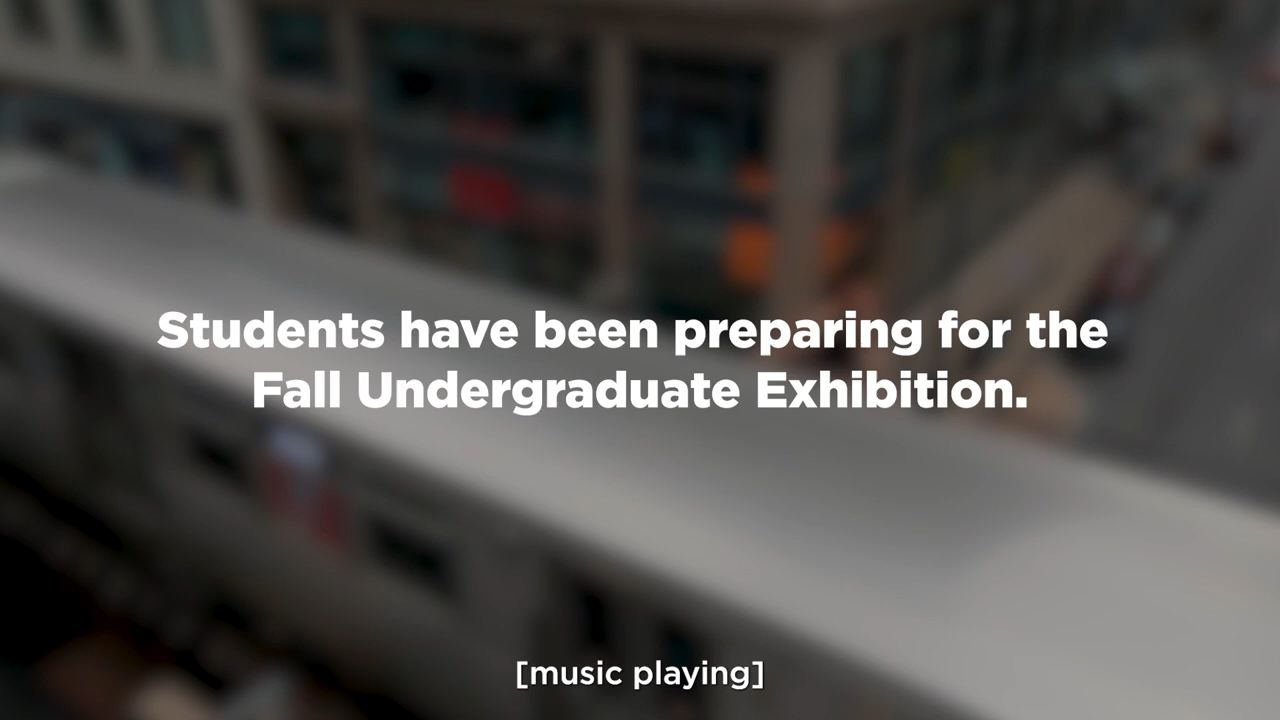 Students have been preparing for the
Fall Undergraduate Exhibition.
[music playing]